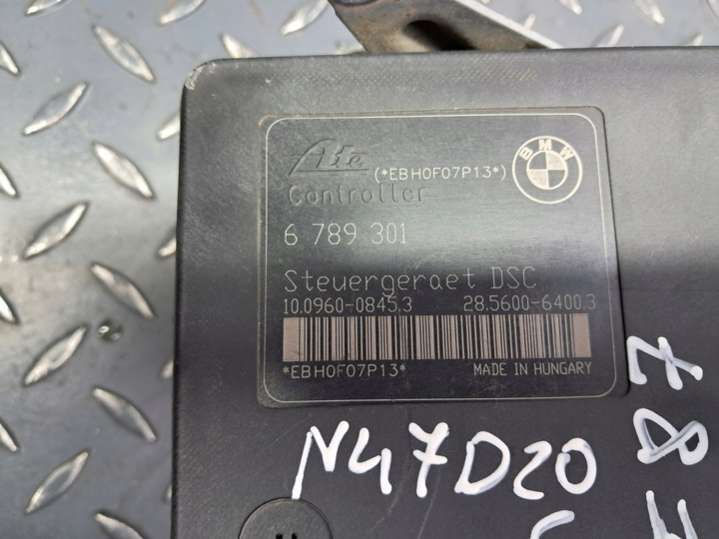 Ate (*EBH0F07P13*) BMW
Controller
6 789 301
Steuergeraet DSC
10.0960-0845.3 28.5600-6400.3
*EBH0F07P13* MADE IN HUNGARY
N47D20